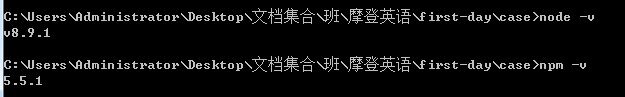 C:\Users\Administrator\Desktop\文档集合\班\摩登英语\first-day\case>node -v
v8.9.1
C:\Users\Administrator\Desktop\文档集合\班\摩登英语\first-day\case>npm -v
5.5.1